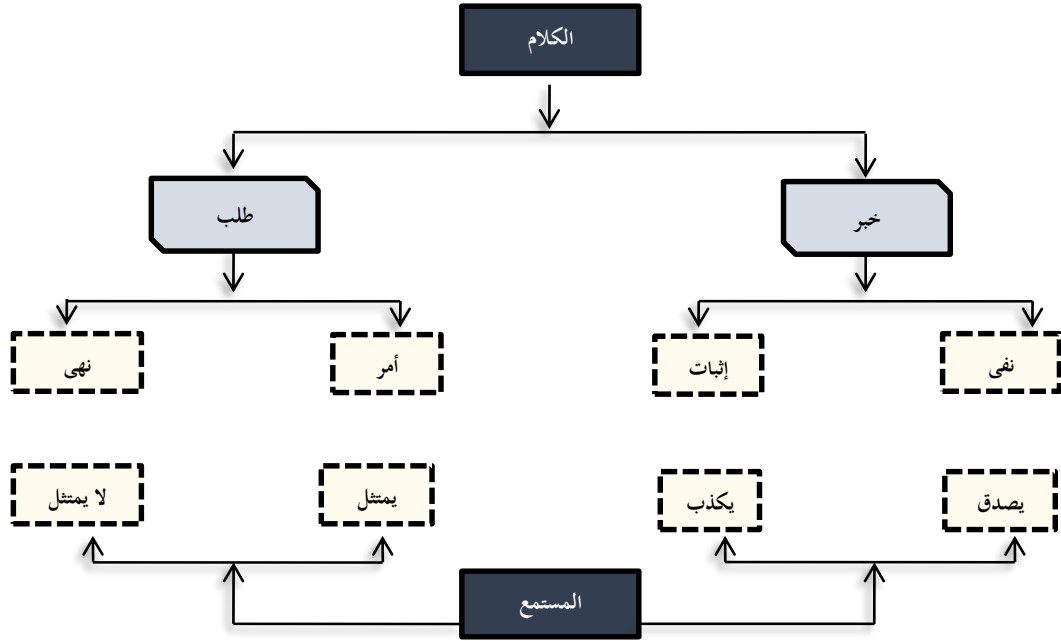 الكلام
خبر
طلب
نفى
إثبات
أمر
نهى
يصدق
يكذب
يمتثل
لا يمتثل
المستمع